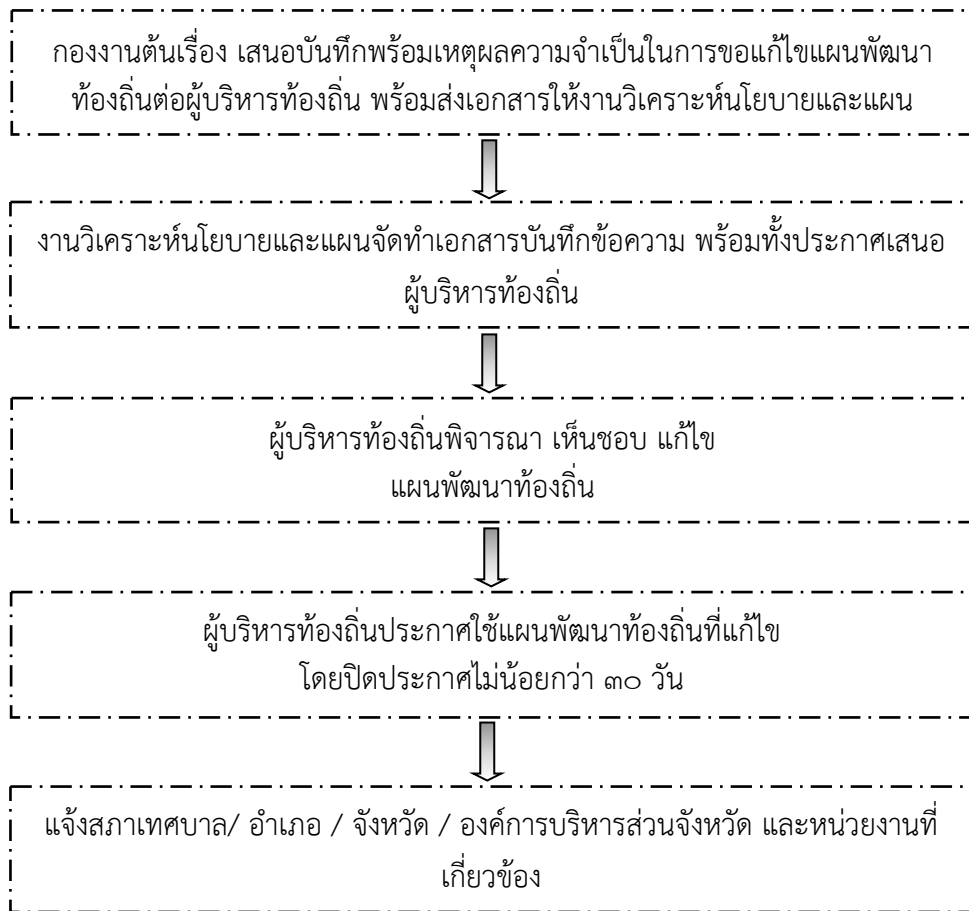 กองงานต้นเรื่อง เสนอบันทึกพร้อมเหตุผลความจำเป็นในการขอแก้ไขแผนพัฒนา
ท้องถิ่นต่อผู้บริหารท้องถิ่น พร้อมส่งเอกสารให้งานวิเคราะห์นโยบายและแผน
งานวิเคราะห์นโยบายและแผนจัดทำเอกสารบันทึกข้อความ พร้อมทั้งประกาศเสนอ
ผู้บริหารท้องถิ่น
ผู้บริหารท้องถิ่นพิจารณา เห็นชอบ แก้ไข
แผนพัฒนาท้องถิ่น
ผู้บริหารท้องถิ่นประกาศใช้แผนพัฒนาท้องถิ่นที่แก้ไข
โดยปิดประกาศไม่น้อยกว่า ๓๐ วัน
แจ้งสภาเทศบาล/ อำเภอ / จังหวัด / องค์การบริหารส่วนจังหวัด และหน่วยงานที่
เกี่ยวข้อง